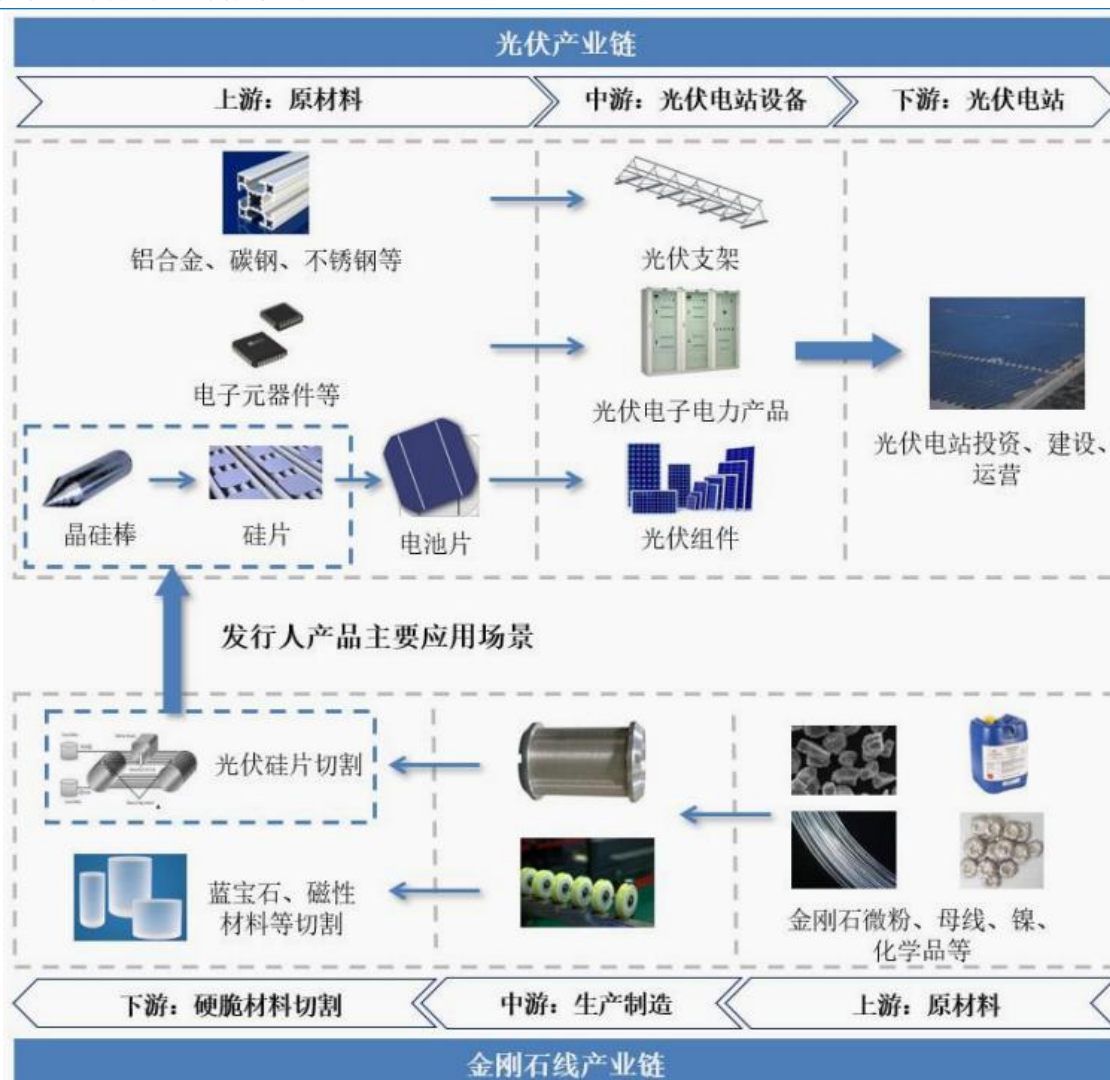 光伏产业链
上游：原材料
中游：光伏电站设备
下游：光伏电站
铝合金、碳钢、不锈钢等
光伏支架
电子元器件等
光伏电子电力产品
光伏电站投资、建设、
运营
晶硅棒
硅片
电池片
光伏组件
发行人产品主要应用场景
光伏硅片切割
蓝宝石、磁性
材料等切割
金刚石微粉、母线、镍、
化学品等
下游：硬脆材料切割
中游：生产制造
上游：原材料
金刚石线产业链